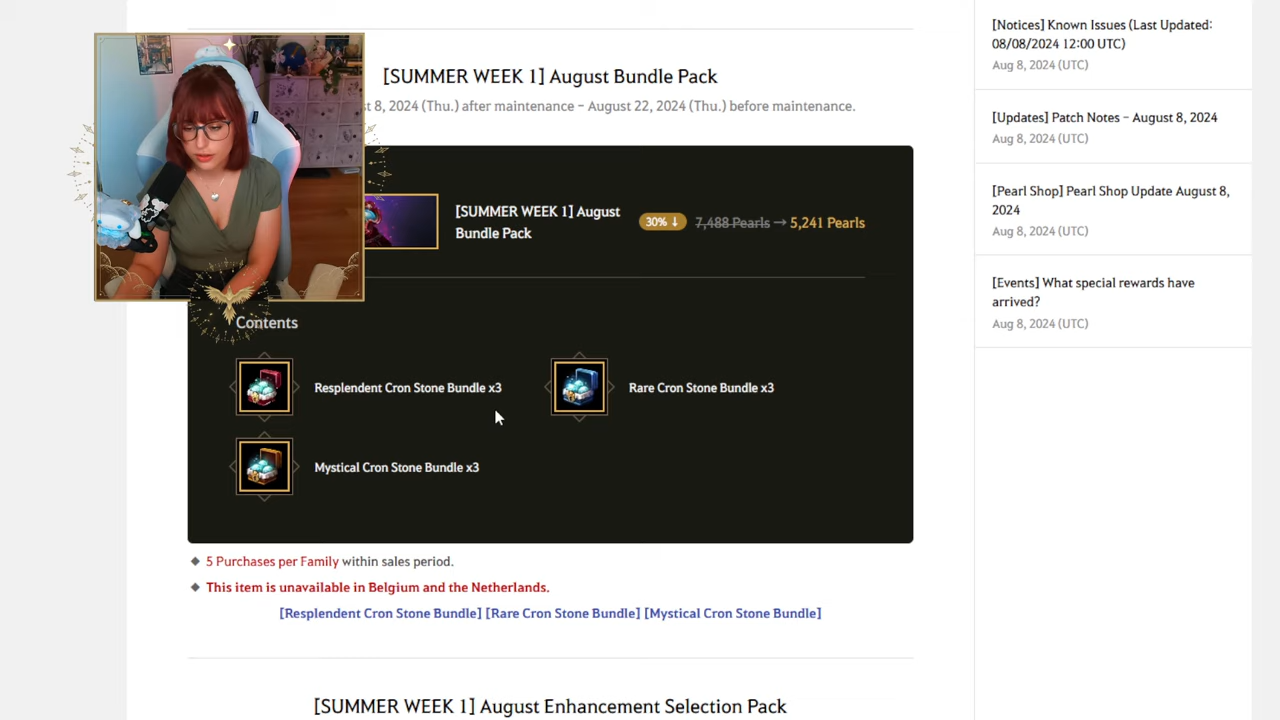 [SUMMER WEEK 1] August Bundle Pack
t 8, 2024 (Thu.) after maintenance – August 22, 2024 (Thu.) before maintenance.
[SUMMER WEEK 1] August
Bundle Pack
30% ↓ 7,488 Pearls → 5,241 Pearls
Contents
Resplendent Cron Stone Bundle x3
Rare Cron Stone Bundle x3
Mystical Cron Stone Bundle x3
◆ 5 Purchases per Family within sales period.
◆ This item is unavailable in Belgium and the Netherlands.
[Resplendent Cron Stone Bundle] [Rare Cron Stone Bundle] [Mystical Cron Stone Bundle]
[SUMMER WEEK 1] August Enhancement Selection Pack
[Notices] Known Issues (Last Updated:
08/08/2024 12:00 UTC)
Aug 8, 2024 (UTC)
[Updates] Patch Notes – August 8, 2024
Aug 8, 2024 (UTC)
[Pearl Shop] Pearl Shop Update August 8,
2024
Aug 8, 2024 (UTC)
[Events] What special rewards have
arrived?
Aug 8, 2024 (UTC)